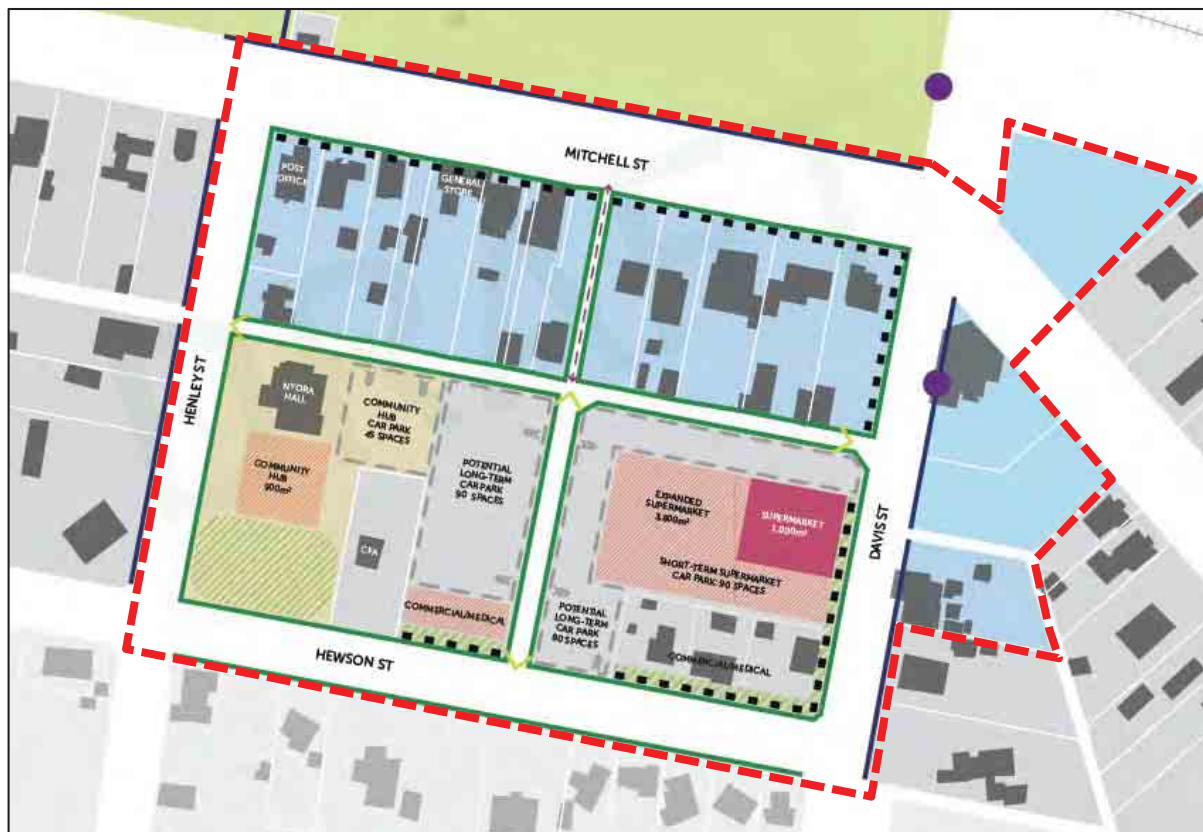 MITCHELL ST
POST
OFFICE
GENERAL
STORE
HENLEY ST
NYORA
HALL
COMMUNITY
HUB
CAR PARK
45 SPACES
COMMUNITY
HUB
900m²
POTENTIAL
LONG-TERM
CAR PARK
90 SPACES
CFA
COMMERCIAL/MEDICAL
EXPANDED
SUPERMARKET
3,800m²
SUPERMARKET
1,000m²
SHORT-TERM SUPERMARKET
CAR PARK: 90 SPACES
POTENTIAL
LONG-TERM
CAR PARK
80 SPACES
COMMERCIAL/MEDICAL
DAVIS ST
HEWSON ST